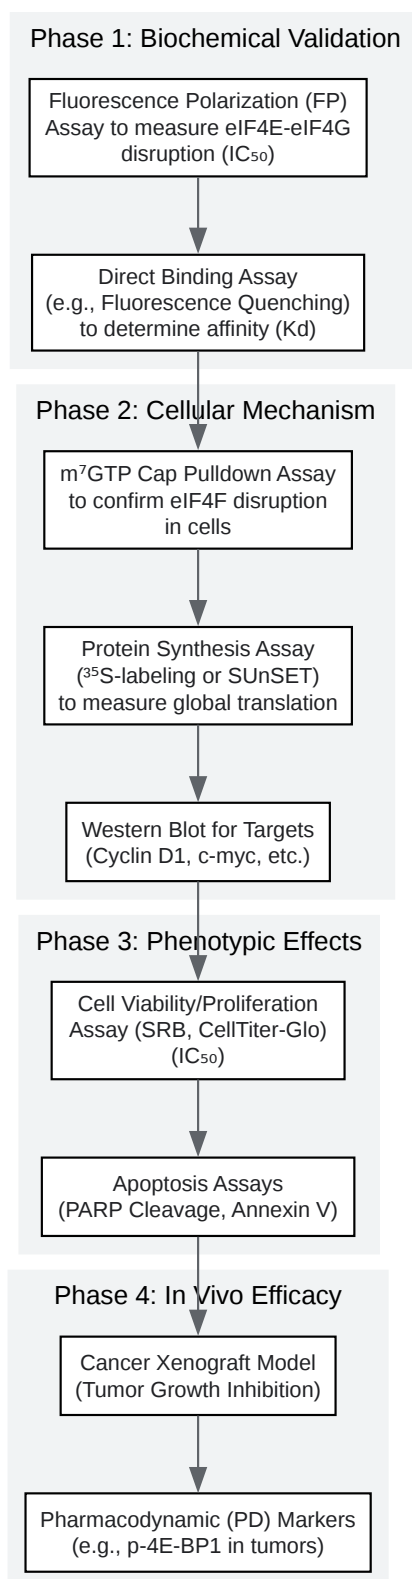 Phase 1: Biochemical Validation
Fluorescence Polarization (FP)
Assay to measure eIF4E-eIF4G
disruption (IC₅₀)
Direct Binding Assay
(e.g., Fluorescence Quenching)
to determine affinity (Kd)
Phase 2: Cellular Mechanism
m⁷GTP Cap Pulldown Assay
to confirm eIF4F disruption
in cells
Protein Synthesis Assay
(³⁵S-labeling or SUnSET)
to measure global translation
Western Blot for Targets
(Cyclin D1, c-myc, etc.)
Phase 3: Phenotypic Effects
Cell Viability/Proliferation
Assay (SRB, CellTiter-Glo)
(IC₅₀)
Apoptosis Assays
(PARP Cleavage, Annexin V)
Phase 4: In Vivo Efficacy
Cancer Xenograft Model
(Tumor Growth Inhibition)
Pharmacodynamic (PD) Markers
(e.g., p-4E-BP1 in tumors)